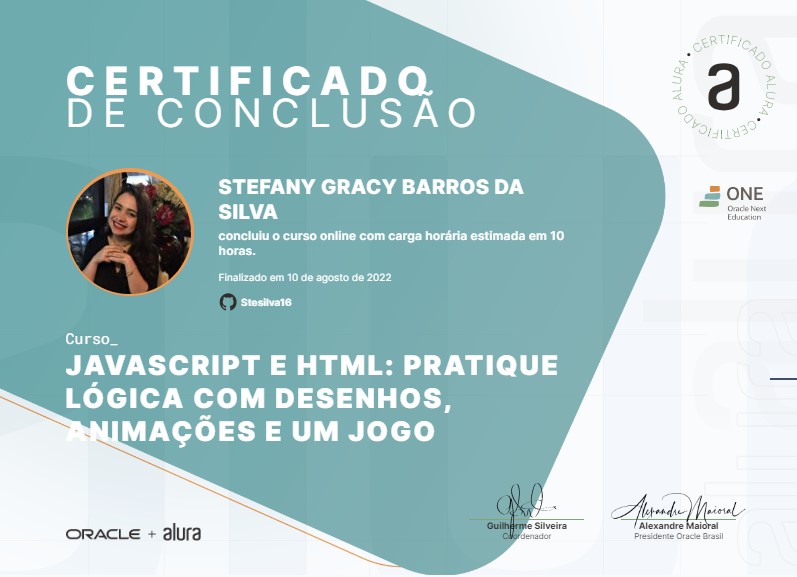 CERTIFICADO
DE CONCLUSÃO
CERTIFICADO ALURA • CERTIFICADO ALURA •
a
ONE
Oracle Next
Education
STEFANY GRACY BARROS DA
SILVA
concluiu o curso online com carga horária estimada em 10
horas.
Finalizado em 10 de agosto de 2022
Stesilva16
Curso_
JAVASCRIPT E HTML: PRATIQUE
LÓGICA COM DESENHOS,
ANIMAÇÕES E UM JOGO
ORACLE + alura
Guilherme Silveira
Coordenador
Alexandre Maioral
Alexandre Maioral
Presidente Oracle Brasil